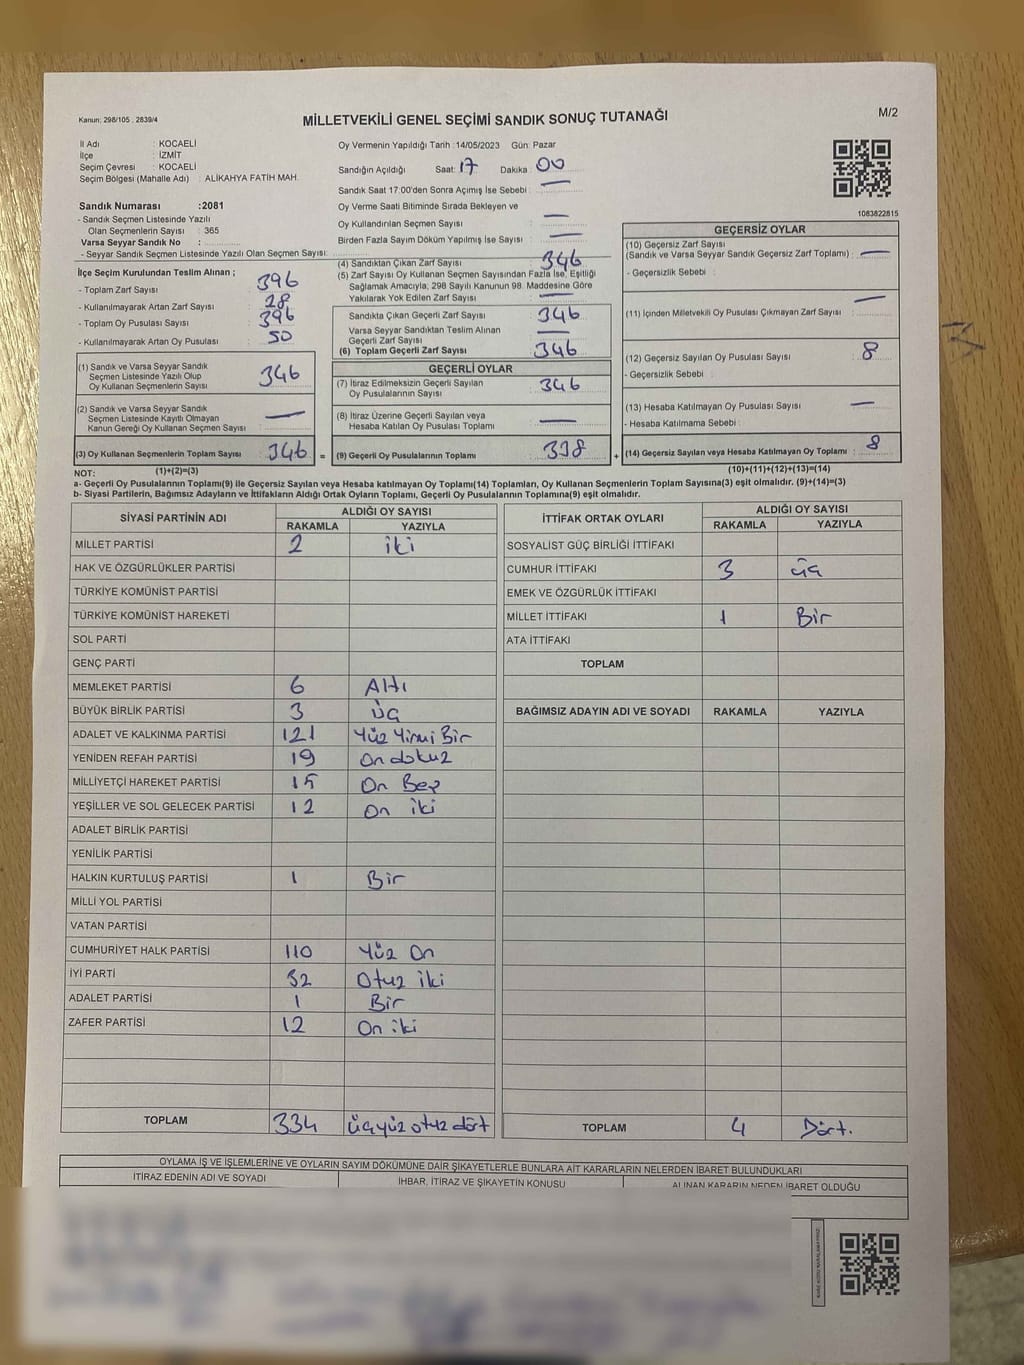 Kanun; 298/105 , 2839/4
MİLLETVEKİLİ GENEL SEÇİMİ SANDIK SONUÇ TUTANAĞI
M/2
İl Adı : KOCAELİ
İlçe : İZMİT
Seçim Çevresi : KOCAELİ
Seçim Bölgesi (Mahalle Adı) : ALİKAHYA FATİH MAH.
Oy Vermenin Yapıldığı Tarih : 14/05/2023 Gün: Pazar
Sandığın Açıldığı Saat: 17 Dakika : 00
Sandık Saat 17:00'den Sonra Açımış İse Sebebi : —
Oy Verme Saati Bitiminde Sırada Bekleyen ve
Oy Kullandırılan Seçmen Sayısı : —
Birden Fazla Sayım Döküm Yapılmış İse Sayısı : —
1083822815
Sandık Numarası :2081
- Sandık Seçmen Listesinde Yazılı
Olan Seçmenlerin Sayısı : 365
Varsa Seyyar Sandık No :
- Seyyar Sandık Seçmen Listesinde Yazılı Olan Seçmen Sayısı:
İlçe Seçim Kurulundan Teslim Alınan ;
- Toplam Zarf Sayısı : 396
- Kullanılmayarak Artan Zarf Sayısı : 28
- Toplam Oy Pusulası Sayısı : 396
- Kullanılmayarak Artan Oy Pusulası : 50
(1) Sandık ve Varsa Seyyar Sandık
Seçmen Listesinde Yazılı Olup
Oy Kullanan Seçmenlerin Sayısı : 346
(2) Sandık ve Varsa Seyyar Sandık
Seçmen Listesinde Kayıtlı Olmayan
Kanun Gereği Oy Kullanan Seçmen Sayısı : —
(3) Oy Kullanan Seçmenlerin Toplam Sayısı : 346 =
(4) Sandıktan Çıkan Zarf Sayısı : 346
(5) Zarf Sayısı Oy Kullanan Seçmen Sayısından Fazla İse, Eşitliği
Sağlamak Amacıyla, 298 Sayılı Kanunun 98. Maddesine Göre
Yakılarak Yok Edilen Zarf Sayısı : —
Sandıkta Çıkan Geçerli Zarf Sayısı : 346
Varsa Seyyar Sandıktan Teslim Alınan
Geçerli Zarf Sayısı : —
(6) Toplam Geçerli Zarf Sayısı : 346
GEÇERLİ OYLAR
(7) İtiraz Edilmeksizin Geçerli Sayılan
Oy Pusulalarının Sayısı : 346
(8) İtiraz Üzerine Geçerli Sayılan veya
Hesaba Katılan Oy Pusulası Toplamı : —
(9) Geçerli Oy Pusulalarının Toplamı : 338 +
GEÇERSİZ OYLAR
(10) Geçersiz Zarf Sayısı
(Sandık ve Varsa Seyyar Sandık Geçersiz Zarf Toplamı) : —
- Geçersizlik Sebebi :
(11) İçinden Milletvekili Oy Pusulası Çıkmayan Zarf Sayısı : —
(12) Geçersiz Sayılan Oy Pusulası Sayısı : 8
- Geçersizlik Sebebi :
(13) Hesaba Katılmayan Oy Pusulası Sayısı : —
- Hesaba Katılmama Sebebi :
(14) Geçersiz Sayılan veya Hesaba Katılmayan Oy Toplamı : 8
NOT: (1)+(2)=(3) (10)+(11)+(12)+(13)=(14)
a- Geçerli Oy Pusulalarının Toplamı(9) ile Geçersiz Sayılan veya Hesaba katılmayan Oy Toplamı(14) Toplamları, Oy Kullanan Seçmenlerin Toplam Sayısına(3) eşit olmalıdır. (9)+(14)=(3)
b- Siyasi Partilerin, Bağımsız Adayların ve İttifakların Aldığı Ortak Oyların Toplamı, Geçerli Oy Pusulalarının Toplamına(9) eşit olmalıdır.
SİYASİ PARTİNİN ADI ALDIĞI OY SAYISI
RAKAMLA YAZIYLA
MİLLET PARTİSİ 2 iki
HAK VE ÖZGÜRLÜKLER PARTİSİ
TÜRKİYE KOMÜNİST PARTİSİ
TÜRKİYE KOMÜNİST HAREKETİ
SOL PARTİ
GENÇ PARTİ
MEMLEKET PARTİSİ 6 Altı
BÜYÜK BİRLİK PARTİSİ 3 üç
ADALET VE KALKINMA PARTİSİ 121 Yüz Yirmi Bir
YENİDEN REFAH PARTİSİ 19 On dokuz
MİLLİYETÇİ HAREKET PARTİSİ 15 On Beş
YEŞİLLER VE SOL GELECEK PARTİSİ 12 On iki
ADALET BİRLİK PARTİSİ
YENİLİK PARTİSİ
HALKIN KURTULUŞ PARTİSİ 1 Bir
MİLLİ YOL PARTİSİ
VATAN PARTİSİ
CUMHURİYET HALK PARTİSİ 110 Yüz On
İYİ PARTİ 32 Otuz iki
ADALET PARTİSİ 1 Bir
ZAFER PARTİSİ 12 On iki
TOPLAM 334 üçyüz otuz dört
İTTİFAK ORTAK OYLARI ALDIĞI OY SAYISI
RAKAMLA YAZIYLA
SOSYALİST GÜÇ BİRLİĞİ İTTİFAKI
CUMHUR İTTİFAKI 3 üç
EMEK VE ÖZGÜRLÜK İTTİFAKI
MİLLET İTTİFAKI 1 Bir
ATA İTTİFAKI
TOPLAM
BAĞIMSIZ ADAYIN ADI VE SOYADI RAKAMLA YAZIYLA
TOPLAM 4 Dört.
OYLAMA İŞ VE İŞLEMLERİNE VE OYLARIN SAYIM DÖKÜMÜNE DAİR ŞİKAYETLERLE BUNLARA AİT KARARLARIN NELERDEN İBARET BULUNDUKLARI
İTİRAZ EDENİN ADI VE SOYADI İHBAR, İTİRAZ VE ŞİKAYETİN KONUSU ALINAN KARARIN NEDEN İBARET OLDUĞU